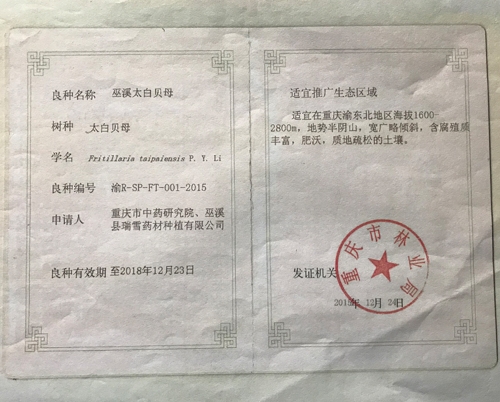 良种名称 巫溪太白贝母
树种 太白贝母
学名 Fritillaria taipaiensis P. Y. Li
良种编号 渝R-SP-FT-001-2015
申请人 重庆市中药研究院、巫溪
县瑞雪药材种植有限公司
良种有效期 至2018年12月23日
适宜推广生态区域
适宜在重庆渝东北地区海拔1600-
2800m，地势半阴山，宽广略倾斜，含腐殖质
丰富，肥沃，质地疏松的土壤。
重庆市林业局
发证机关
2015年12月24日